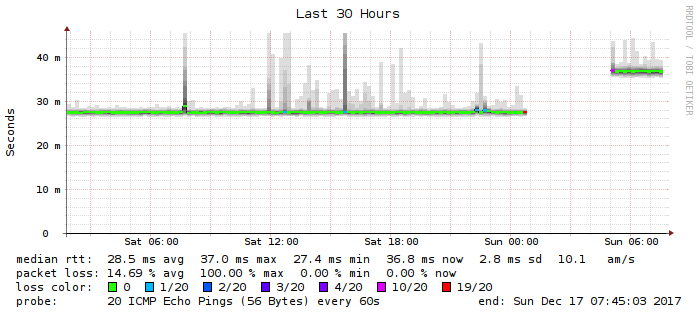 Last 30 Hours
RRDTOOL / TOBI OETIKER
Seconds
40 m
30 m
20 m
10 m
0
Sat 06:00 Sat 12:00 Sat 18:00 Sun 00:00 Sun 06:00
median rtt: 28.5 ms avg 37.0 ms max 27.4 ms min 36.8 ms now 2.8 ms sd 10.1 am/s
packet loss: 14.69 % avg 100.00 % max 0.00 % min 0.00 % now
loss color: 0 1/20 2/20 3/20 4/20 10/20 19/20
probe: 20 ICMP Echo Pings (56 Bytes) every 60s end: Sun Dec 17 07:45:03 2017